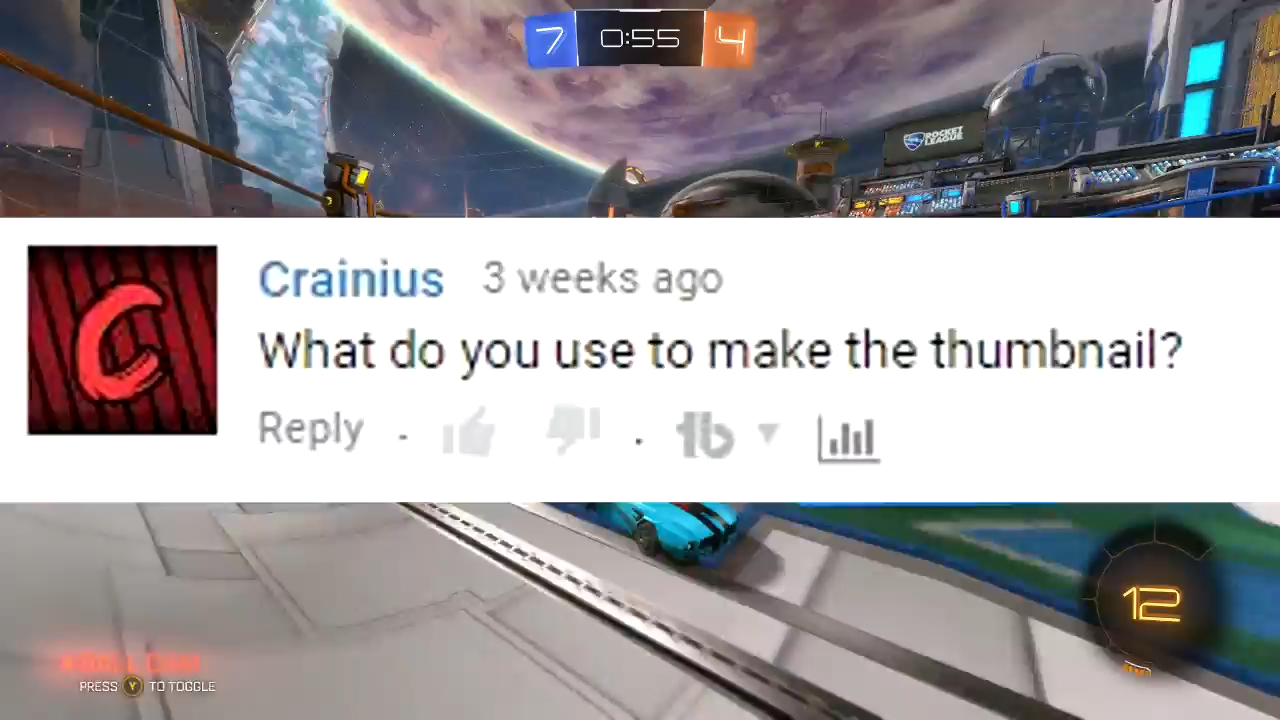 7 0:55 4
ROCKET
LEAGUE
Crainius 3 weeks ago
What do you use to make the thumbnail?
Reply
12
PRESS Y TO TOGGLE